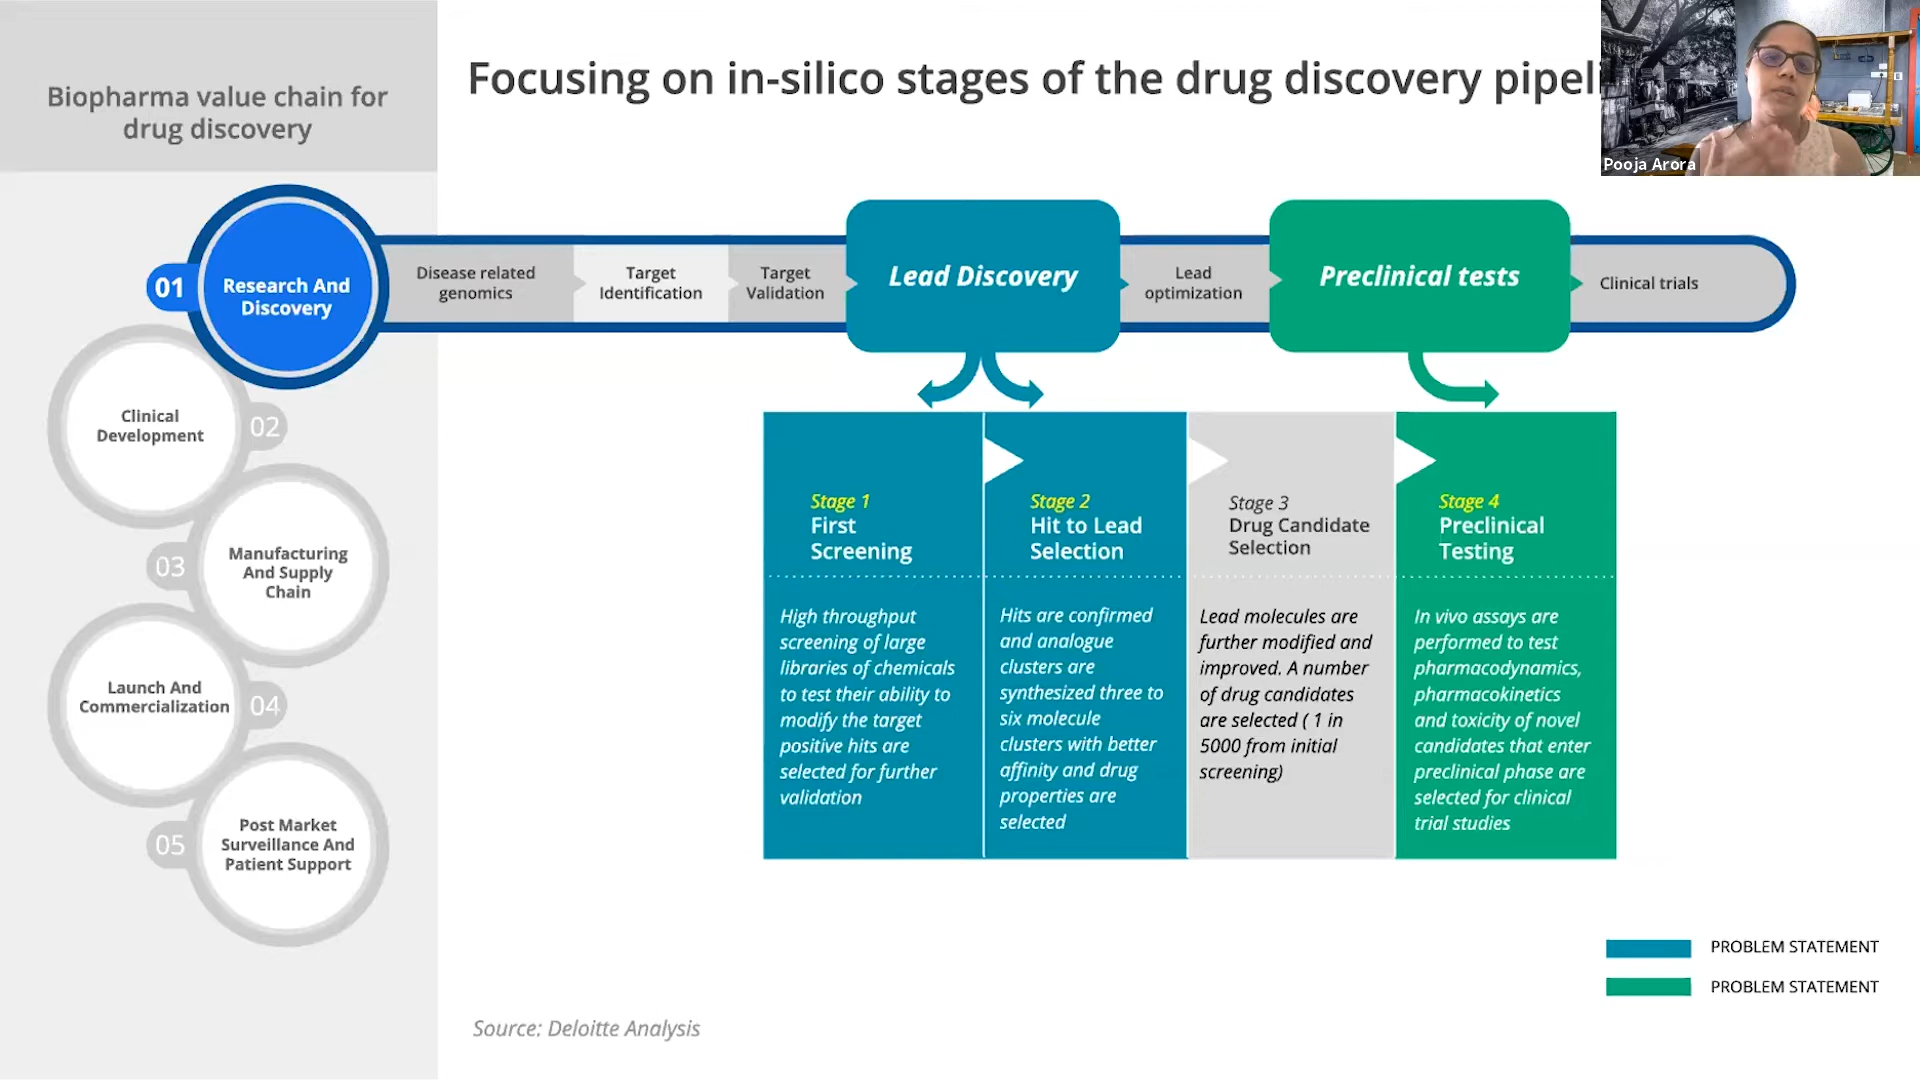 Biopharma value chain for
drug discovery
Focusing on in-silico stages of the drug discovery
Pooja Arora
01
Research And
Discovery
Disease related
genomics
Target
Identification
Target
Validation
Lead Discovery
Lead
optimization
Preclinical tests
Clinical trials
Clinical
Development
02
03
Manufacturing
And Supply
Chain
Launch And
Commercialization
04
05
Post Market
Surveillance And
Patient Support
Stage 1
First
Screening
High throughput
screening of large
libraries of chemicals
to test their ability to
modify the target
positive hits are
selected for further
validation
Stage 2
Hit to Lead
Selection
Hits are confirmed
and analogue
clusters are
synthesized three to
six molecule
clusters with better
affinity and drug
properties are
selected
Stage 3
Drug Candidate
Selection
Lead molecules are
further modified and
improved. A number
of drug candidates
are selected ( 1 in
5000 from initial
screening)
Stage 4
Preclinical
Testing
In vivo assays are
performed to test
pharmacodynamics,
pharmacokinetics
and toxicity of novel
candidates that enter
preclinical phase are
selected for clinical
trial studies
PROBLEM STATEMENT
PROBLEM STATEMENT
Source: Deloitte Analysis